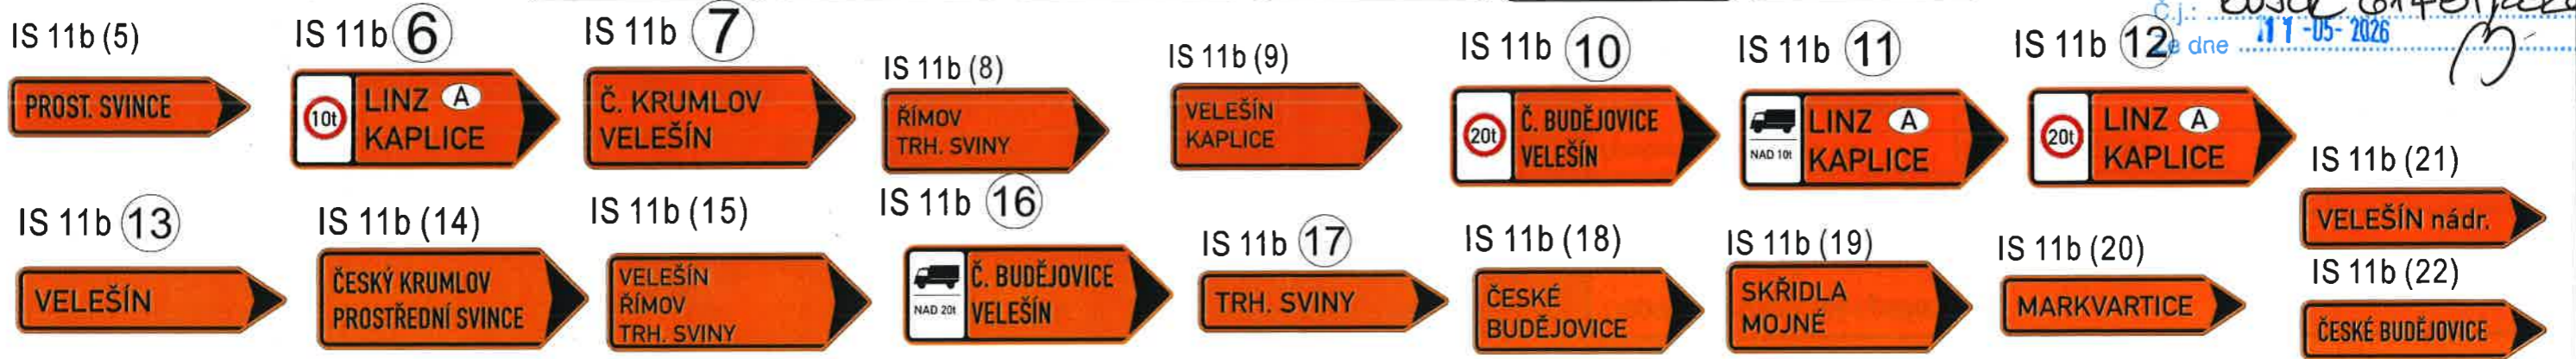 IS 11b (5)
PROST. SVINCE
IS 11b 6
10t
LINZ A
KAPLICE
IS 11b 7
Č. KRUMLOV
VELEŠÍN
IS 11b (8)
ŘÍMOV
TRH. SVINY
IS 11b (9)
VELEŠÍN
KAPLICE
IS 11b 10
20t
Č. BUDĚJOVICE
VELEŠÍN
IS 11b 11
NAD 10t
LINZ A
KAPLICE
IS 11b 12
20t
LINZ A
KAPLICE
Č.j.:
dne 11-05-2026
IS 11b 13
VELEŠÍN
IS 11b (14)
ČESKÝ KRUMLOV
PROSTŘEDNÍ SVINCE
IS 11b (15)
VELEŠÍN
ŘÍMOV
TRH. SVINY
IS 11b 16
NAD 20t
Č. BUDĚJOVICE
VELEŠÍN
IS 11b 17
TRH. SVINY
IS 11b (18)
ČESKÉ
BUDĚJOVICE
IS 11b (19)
SKŘIDLA
MOJNÉ
IS 11b (20)
MARKVARTICE
IS 11b (21)
VELEŠÍN nádr.
IS 11b (22)
ČESKÉ BUDĚJOVICE